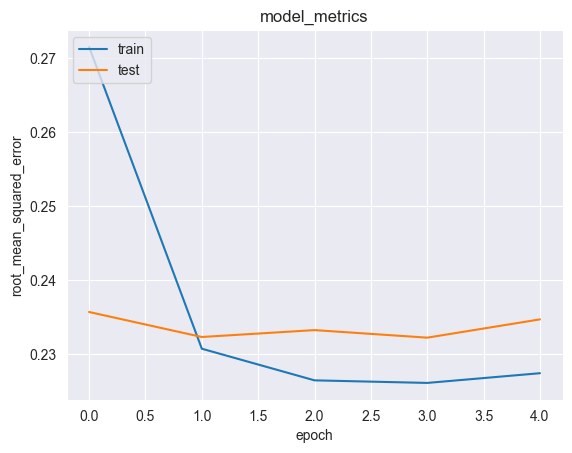 model_metrics
train
test
root_mean_squared_error
0.27
0.26
0.25
0.24
0.23
0.0 0.5 1.0 1.5 2.0 2.5 3.0 3.5 4.0
epoch